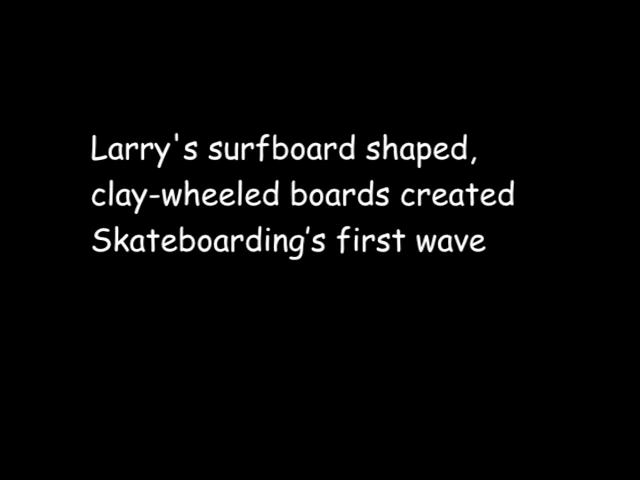 Larry's surfboard shaped,
clay-wheeled boards created
Skateboarding’s first wave